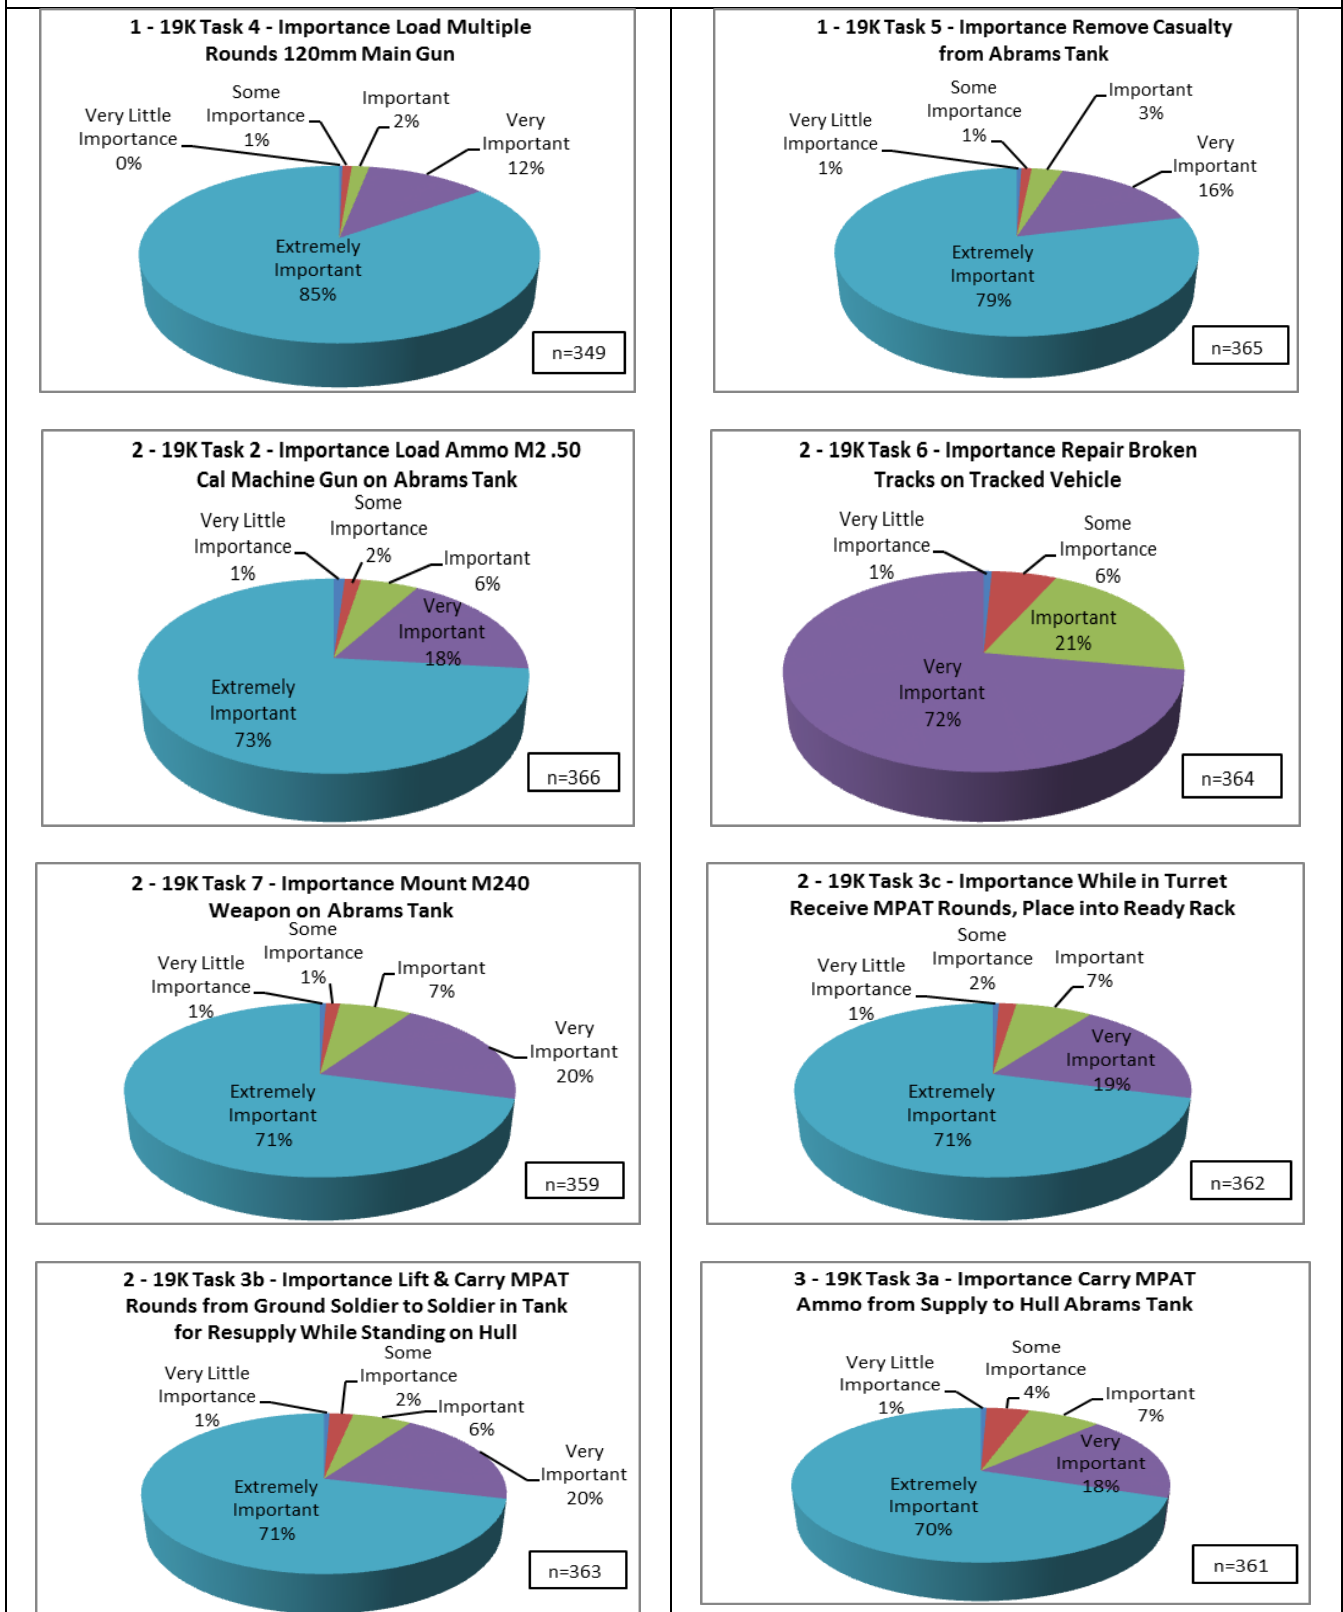 1 - 19K Task 4 - Importance Load Multiple
Rounds 120mm Main Gun
Very Little
Importance
0%
Some
Importance
1%
Important
2%
Very
Important
12%
Extremely
Important
85%
n=349
1 - 19K Task 5 - Importance Remove Casualty
from Abrams Tank
Very Little
Importance
1%
Some
Importance
1%
Important
3%
Very
Important
16%
Extremely
Important
79%
n=365
2 - 19K Task 2 - Importance Load Ammo M2 .50
Cal Machine Gun on Abrams Tank
Very Little
Importance
1%
Some
Importance
2%
Important
6%
Very
Important
18%
Extremely
Important
73%
n=366
2 - 19K Task 6 - Importance Repair Broken
Tracks on Tracked Vehicle
Very Little
Importance
1%
Some
Importance
6%
Important
21%
Very
Important
72%
n=364
2 - 19K Task 7 - Importance Mount M240
Weapon on Abrams Tank
Very Little
Importance
1%
Some
Importance
1%
Important
7%
Very
Important
20%
Extremely
Important
71%
n=359
2 - 19K Task 3c - Importance While in Turret
Receive MPAT Rounds, Place into Ready Rack
Very Little
Importance
1%
Some
Importance
2%
Important
7%
Very
Important
19%
Extremely
Important
71%
n=362
2 - 19K Task 3b - Importance Lift & Carry MPAT
Rounds from Ground Soldier to Soldier in Tank
for Resupply While Standing on Hull
Very Little
Importance
1%
Some
Importance
2%
Important
6%
Very
Important
20%
Extremely
Important
71%
n=363
3 - 19K Task 3a - Importance Carry MPAT
Ammo from Supply to Hull Abrams Tank
Very Little
Importance
1%
Some
Importance
4%
Important
7%
Very
Important
18%
Extremely
Important
70%
n=361